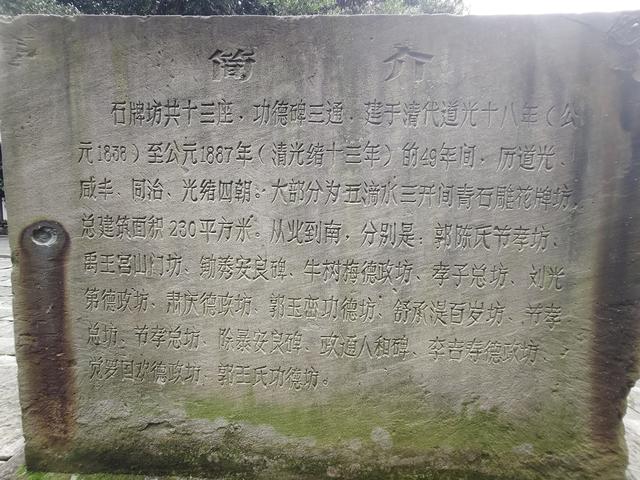 简 介
石牌坊共十三座，功德碑三通，建于清代道光十八年（公
元1838）至公元1887年（清光绪十三年）的49年间，历道光、
咸丰、同治、光绪四朝。大部分为五滴水三开间青石雕花牌坊，
总建筑面积230平方米。从北到南，分别是：郭陈氏节孝坊、
禹王宫山门坊、锄莠安良碑、牛树梅德政坊、孝子总坊、刘光
第德政坊、肃庆德政坊、郭玉峦功德坊、舒承湜百岁坊、节孝
总坊、节孝总坊、除暴安良碑、政通人和碑、李吉寿德政坊、
觉罗国欢德政坊、郭王氏功德坊。